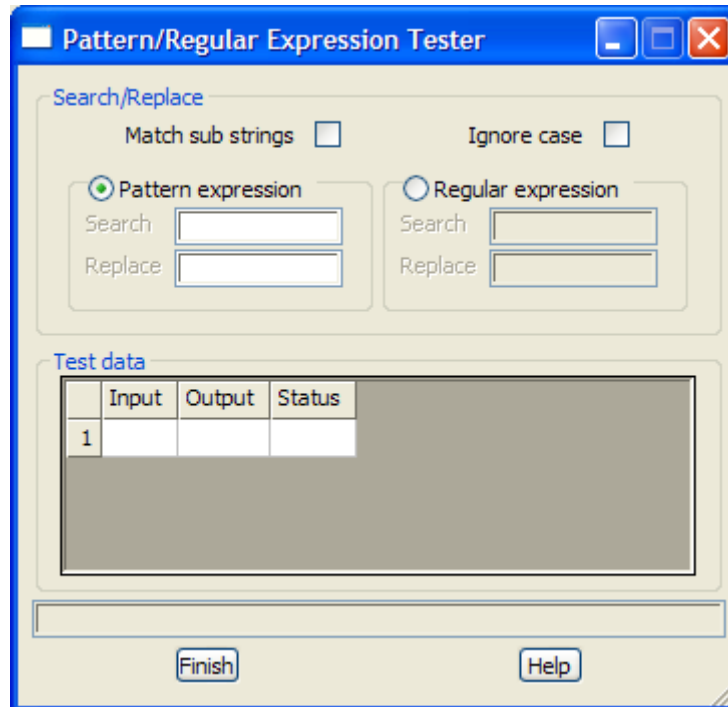 Pattern/Regular Expression Tester
Search/Replace
Match sub strings Ignore case
Pattern expression Regular expression
Search Search
Replace Replace
Test data
Input Output Status
1
Finish Help